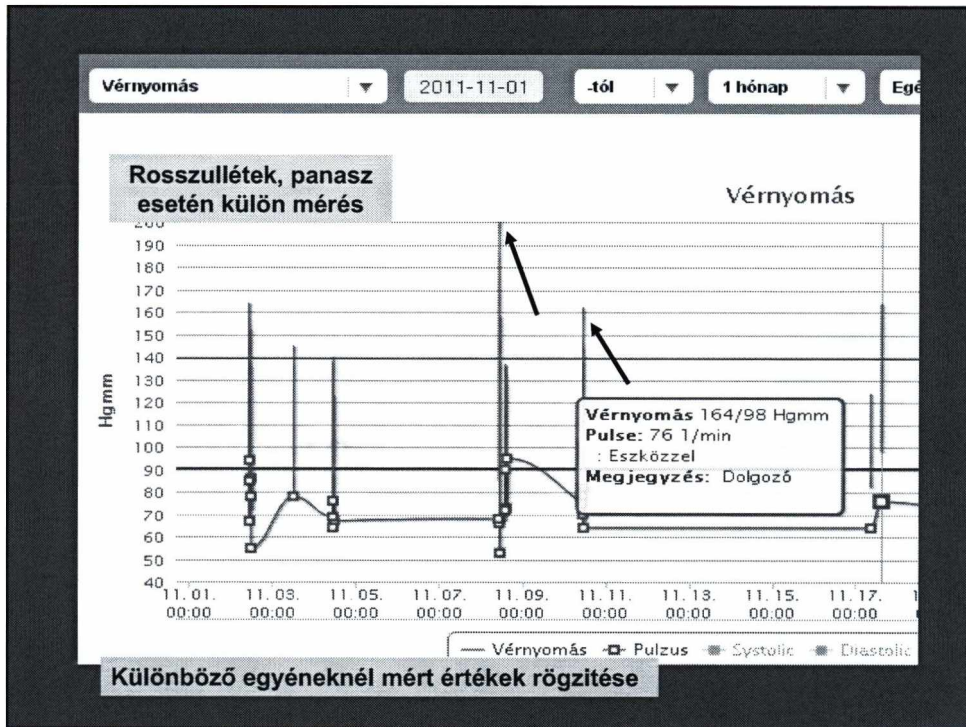 Vérnyomás 2011-11-01 -tól 1 hónap Egé
Rosszullétek, panasz
esetén külön mérés
Vérnyomás
200
190
180
170
160
150
140
130
120
110
100
90
80
70
60
50
40
Hgmm
Vérnyomás 164/98 Hgmm
Pulse: 76 1/min
: Eszközzel
Megjegyzés: Dolgozó
11. 01. 11. 03. 11. 05. 11. 07. 11. 09. 11. 11. 11. 13. 11. 15. 11. 17. 1
00:00 00:00 00:00 00:00 00:00 00:00 00:00 00:00 00:00
Vérnyomás Pulzus Systolic Diastolic
Különböző egyéneknél mért értékek rögzitése